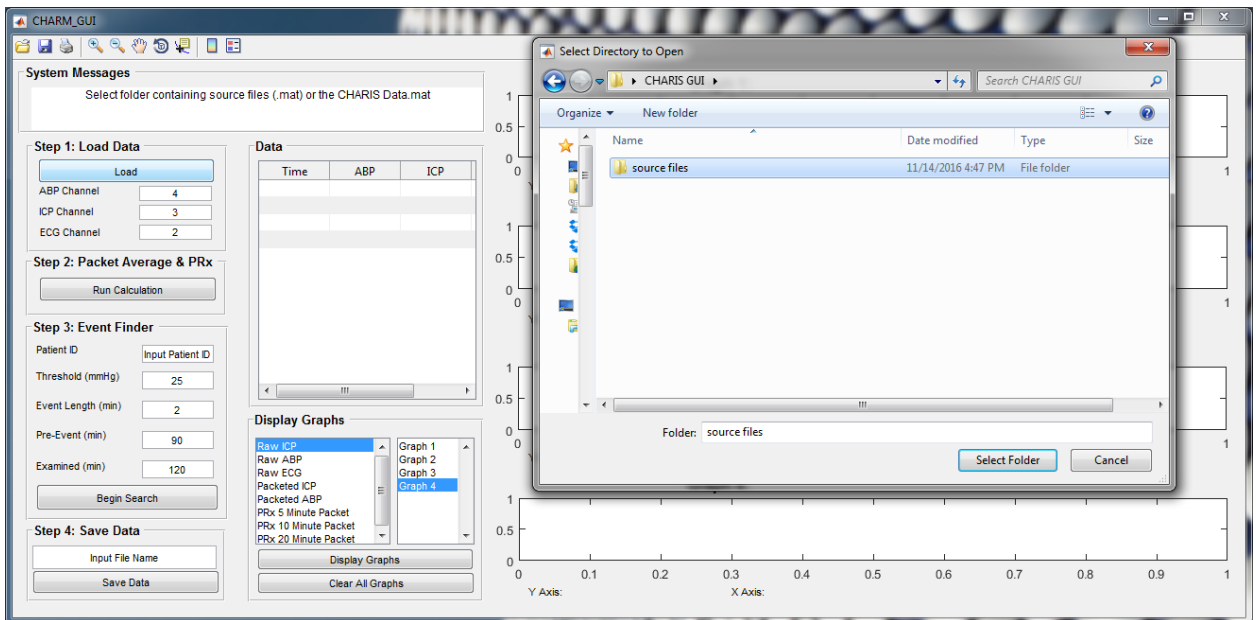 CHARM_GUI
System Messages
Select folder containing source files (.mat) or the CHARIS Data.mat
Step 1: Load Data
Load
ABP Channel 4
ICP Channel 3
ECG Channel 2
Step 2: Packet Average & PRx
Run Calculation
Step 3: Event Finder
Patient ID Input Patient ID
Threshold (mmHg) 25
Event Length (min) 2
Pre-Event (min) 90
Examined (min) 120
Begin Search
Step 4: Save Data
Input File Name
Save Data
Data
Time ABP ICP
Display Graphs
Raw ICP
Raw ABP
Raw ECG
Packeted ICP
Packeted ABP
PRx 5 Minute Packet
PRx 10 Minute Packet
PRx 20 Minute Packet
Graph 1
Graph 2
Graph 3
Graph 4
Display Graphs
Clear All Graphs
Select Directory to Open
CHARIS GUI
Search CHARIS GUI
Organize New folder
Name Date modified Type Size
source files 11/14/2016 4:47 PM File folder
Folder: source files
Select Folder Cancel
1
0.5
0
0 1
1
0.5
0
0 1
1
0.5
0
0 1
1
0.5
0
0 0.1 0.2 0.3 0.4 0.5 0.6 0.7 0.8 0.9 1
Y Axis: X Axis: